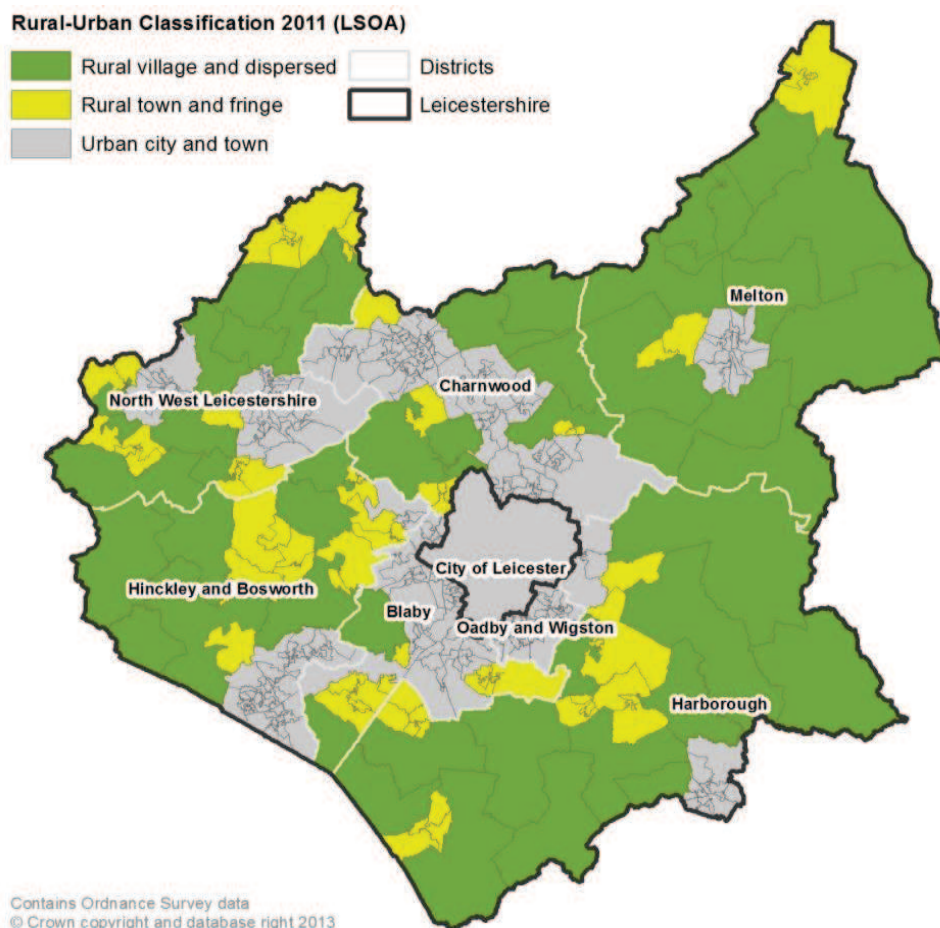 Rural-Urban Classification 2011 (LSOA)
Rural village and dispersed
Districts
Rural town and fringe
Leicestershire
Urban city and town
Melton
Charnwood
North West Leicestershire
City of Leicester
Hinckley and Bosworth
Blaby
Oadby and Wigston
Harborough
Contains Ordnance Survey data
© Crown copyright and database right 2013